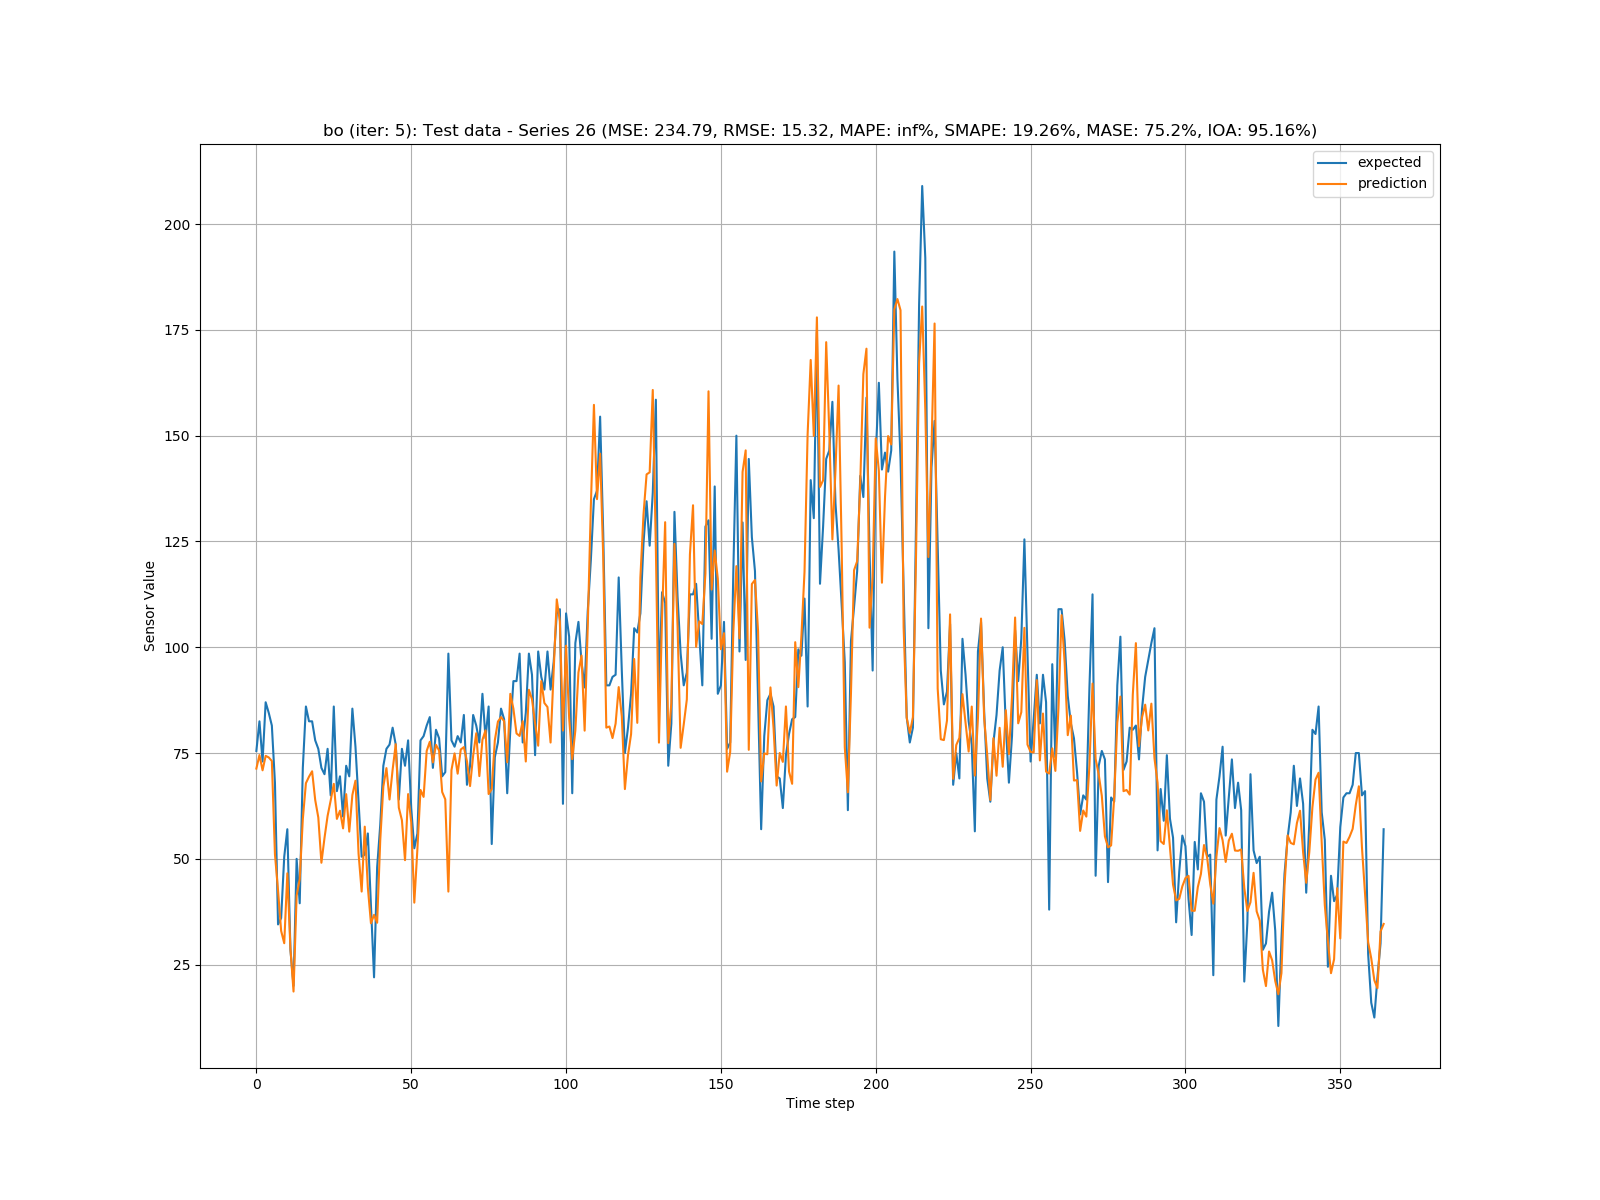 bo (iter: 5): Test data - Series 26 (MSE: 234.79, RMSE: 15.32, MAPE: inf%, SMAPE: 19.26%, MASE: 75.2%, IOA: 95.16%)
expected
prediction
200
175
150
125
100
75
50
25
Sensor Value
0 50 100 150 200 250 300 350
Time step